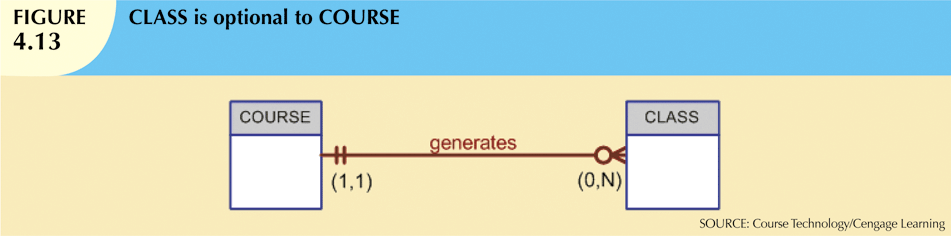 FIGURE 4.13
CLASS is optional to COURSE
COURSE
generates
CLASS
(1,1)
(0,N)
SOURCE: Course Technology/Cengage Learning